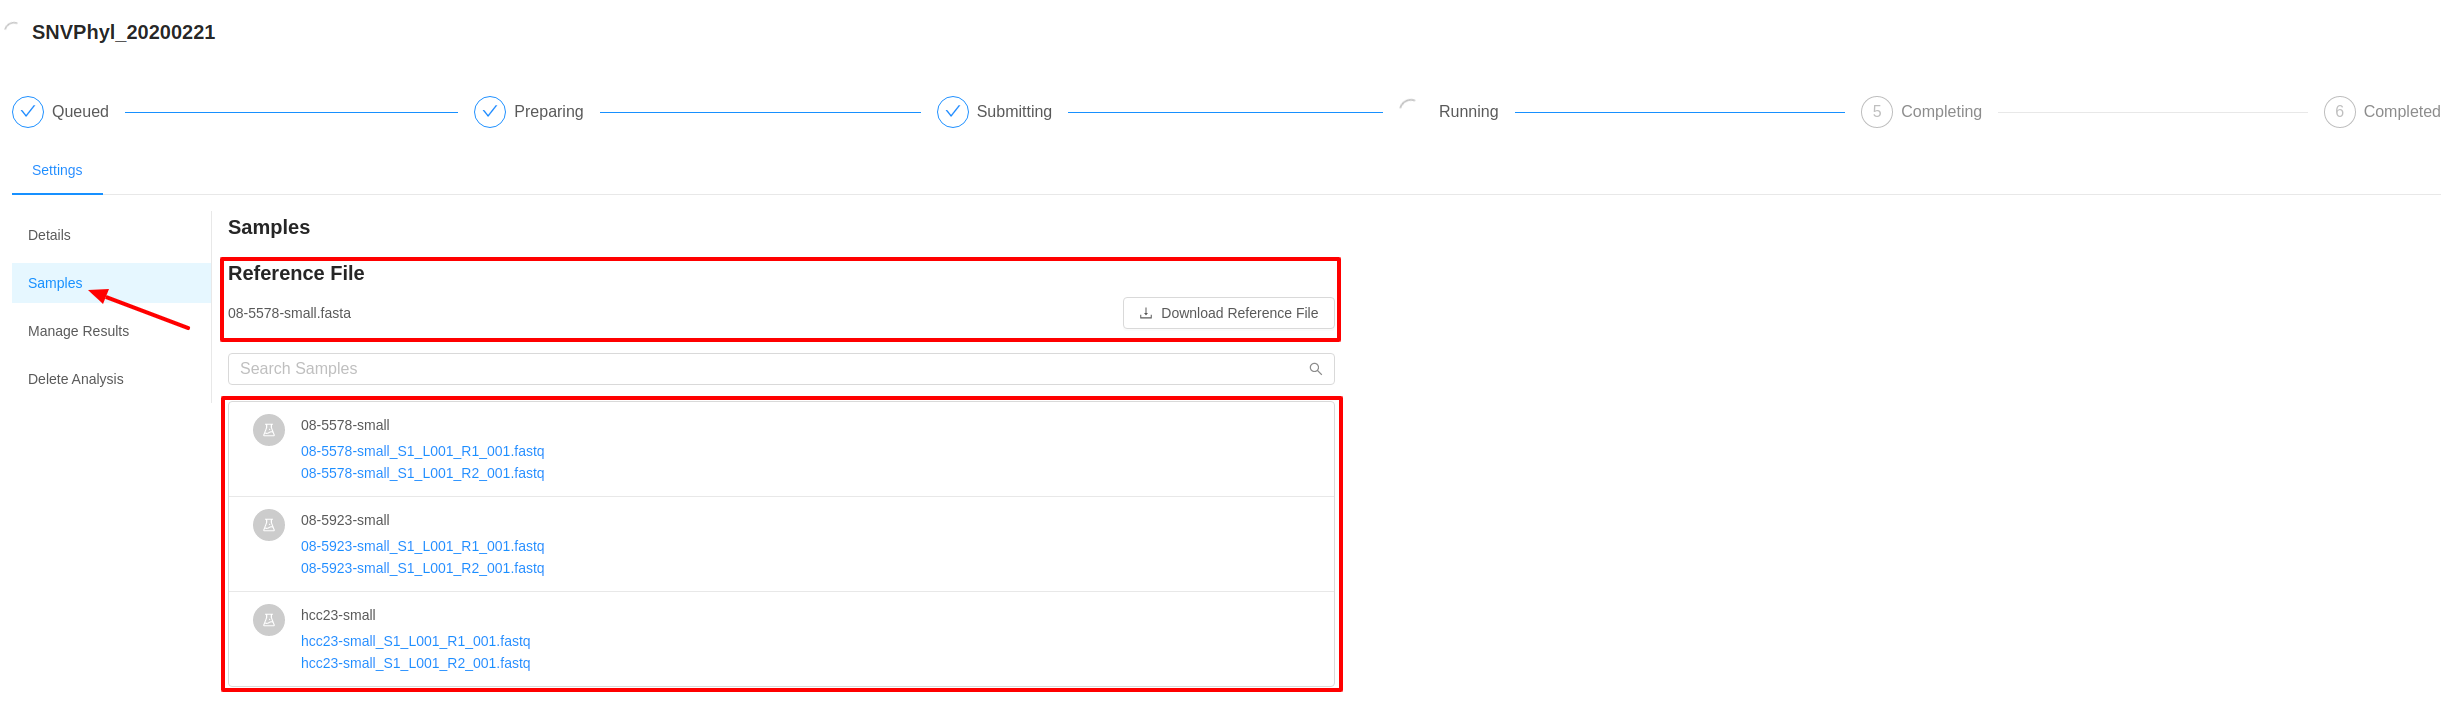 SNVPhyl_20200221
Queued
Preparing
Submitting
Running
5 Completing
6 Completed
Settings
Details
Samples
Manage Results
Delete Analysis
Samples
Reference File
08-5578-small.fasta
Download Reference File
Search Samples
08-5578-small
08-5578-small_S1_L001_R1_001.fastq
08-5578-small_S1_L001_R2_001.fastq
08-5923-small
08-5923-small_S1_L001_R1_001.fastq
08-5923-small_S1_L001_R2_001.fastq
hcc23-small
hcc23-small_S1_L001_R1_001.fastq
hcc23-small_S1_L001_R2_001.fastq